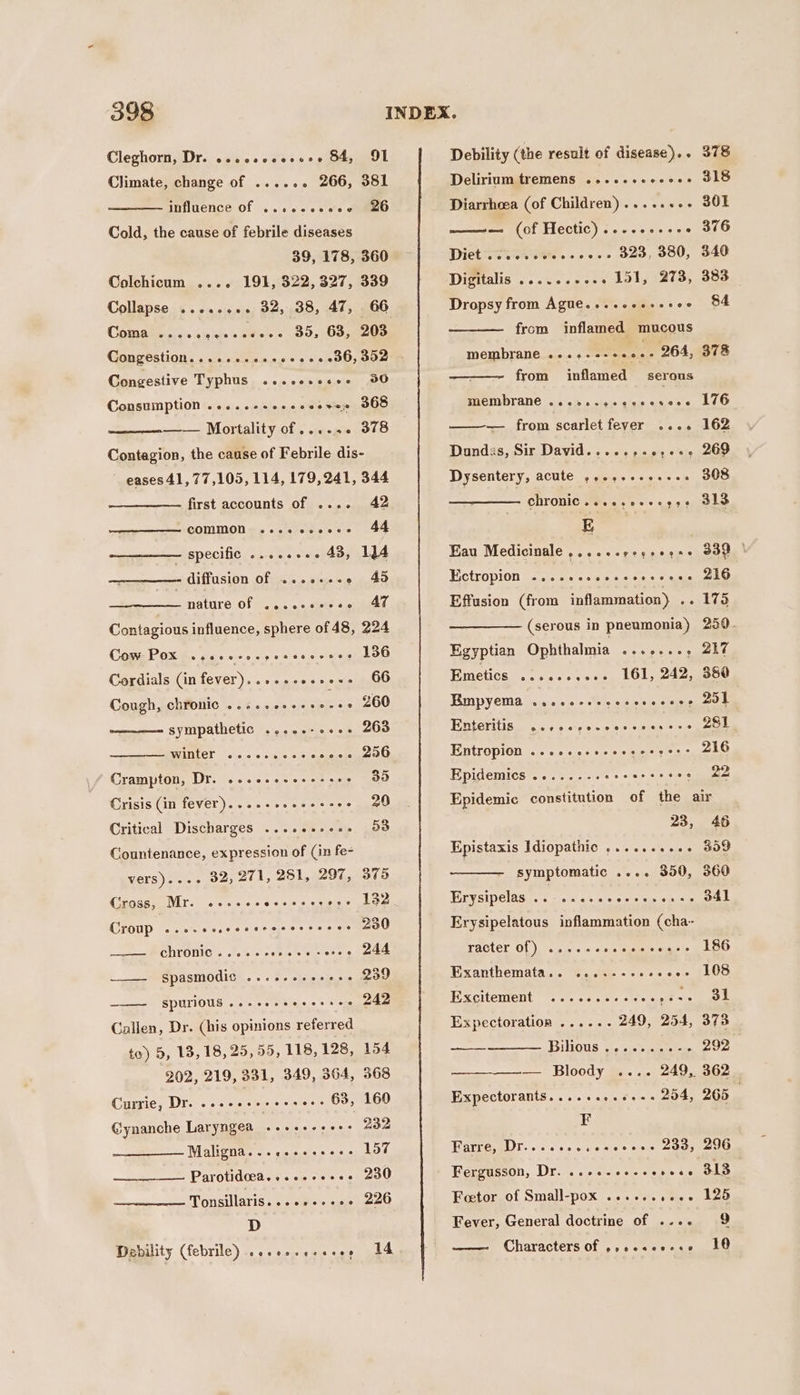 398 INDEX.
Cleghorn, Dr. ............ 84, 91
Climate, change of ...... 266, 381
——— influence of .......... 26
Cold, the cause of febrile diseases
39, 178, 360
Colchicum .... 191, 322, 327, 339
Collapse ........ 32, 38, 47, 66
Coma .............. 35, 63, 203
Congestion................36, 352
Congestive Typhus .......... 30
Consumption ................ 368
——— Mortality of...... 378
Contagion, the cause of Febrile dis-
eases 41, 77, 105, 114, 179, 241, 344
——— first accounts of .... 42
——— common .......... 44
——— specific ........ 43, 114
——— diffusion of ........ 45
——— nature of .......... 47
Contagious influence, sphere of 48, 224
Cow Pox .................. 136
Cordials (in fever)............ 66
Cough, chronic .............. 260
——— sympathetic .......... 263
——— winter .............. 256
Crampton, Dr. .............. 35
Crisis (in fever).............. 20
Critical Discharges .......... 53
Countenance, expression of (in fe-
vers).... 32, 271, 281, 297, 375
Cross, Mr. ................ 132
Croup .................... 230
—— chronic................ 244
—— spasmodic ............ 239
—— spurious .............. 242
Cullen, Dr. (his opinions referred
to) 5, 13, 18, 25, 55, 118, 128, 154
202, 219, 331, 349, 364, 368
Currie, Dr. .............. 63, 160
Cynanche Laryngea .......... 232
——— Maligna............ 157
——— Parotidœa.......... 230
——— Tonsillaris.......... 226
D
Debility (febrile) ............ 14
Debility (the result of disease).. 378
Delirium tremens ............ 318
Diarrhœa (of Children)........ 301
——— (of Hectic) .......... 376
Diet .............. 323, 380, 340
Digitalis .......... 151, 273, 383
Dropsy from Ague............ 84
——— from inflamed mucous
membrane ............ 264, 378
——— from inflamed serous
membrane ................ 176
——— from scarlet fever .... 162
Dundas, Sir David............ 269
Dysentery, acute ............ 308
——— chronic ............ 313
E
Eau Medicinale .............. 339
Ectropion .................. 216
Effusion (from inflammation) .. 175
——— (serous in pneumonia) 250
Egyptian Ophthalmia ........ 217
Emetics .......... 161, 242, 380
Empyema .................. 251
Enteritis .................. 281
Entropion .................. 216
Epidemics .................. 22
Epidemic constitution of the air
23, 46
Epistaxis Idiopathic .......... 359
——— symptomatic .... 350, 360
Erysipelas .. .............. 341
Erysipelatous inflammation (cha-
racter of) ................ 186
Exanthemata.. ............ 108
Excitement ................ 31
Expectoration ...... 249, 254, 373
——— Bilious .......... 292
——— Bloody .... 249, 362
Expectorants............ 254, 265
F
Farre, Dr................ 233, 296
Fergusson, Dr. .............. 313
Fœtor of Small-pox .......... 125
Fever, General doctrine of .... 9
—— Characters of .......... 10